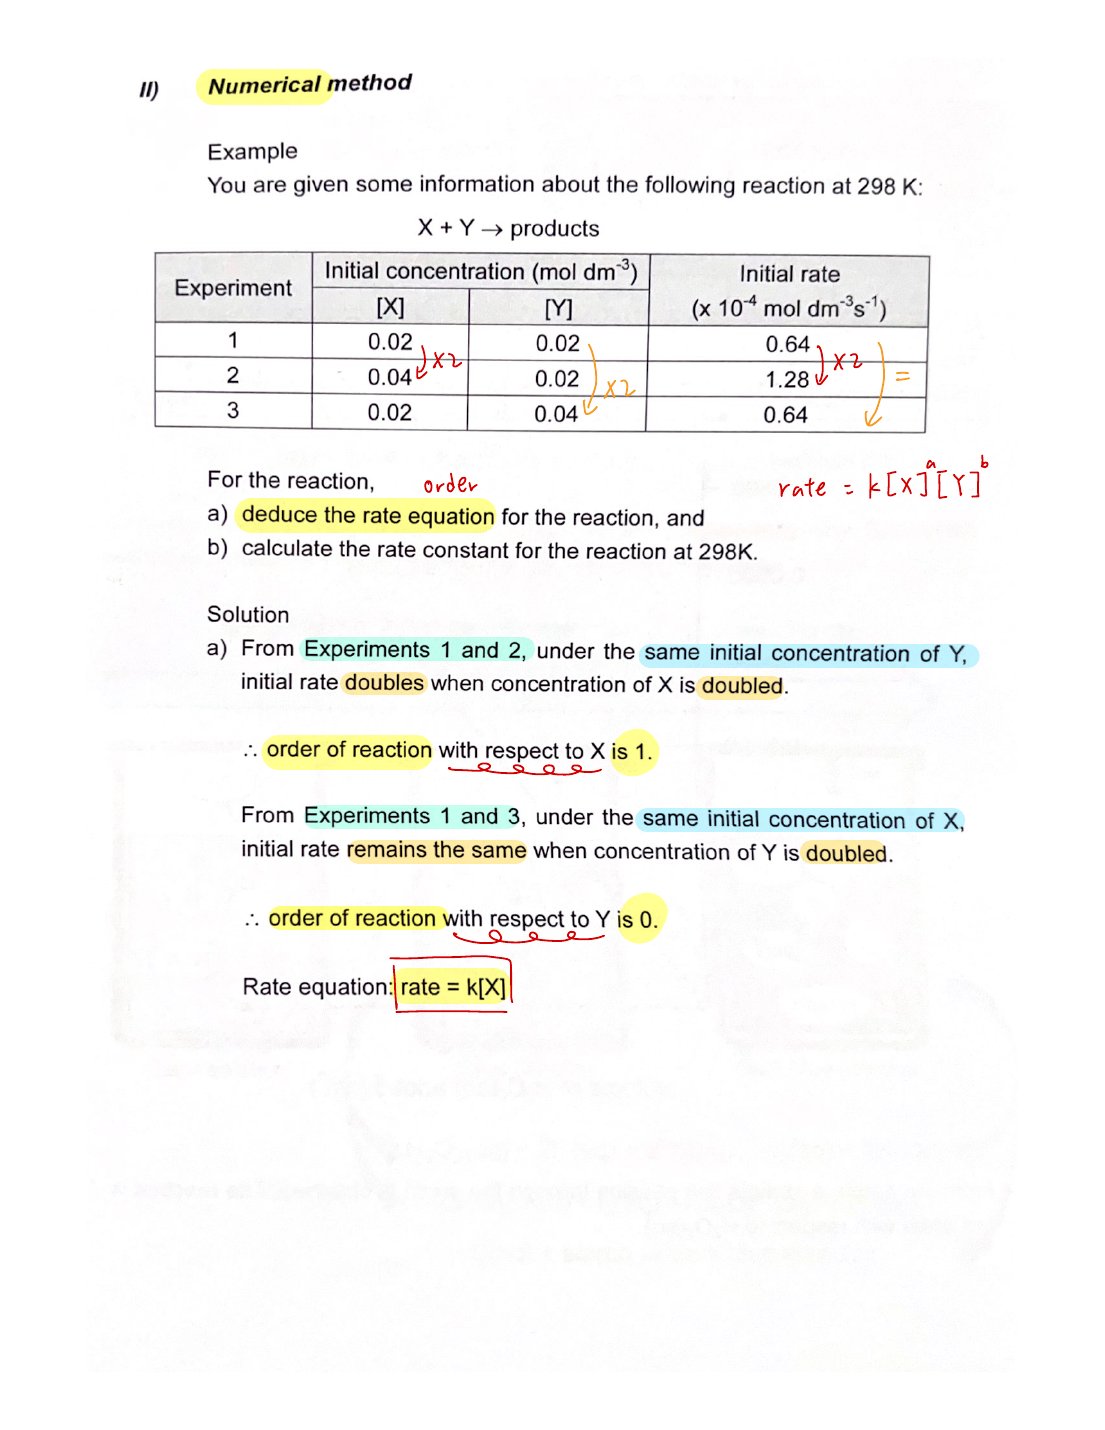 II) Numerical method
Example
You are given some information about the following reaction at 298 K:
X + Y → products
Experiment
Initial concentration (mol dm⁻³)
Initial rate
(x 10⁻⁴ mol dm⁻³s⁻¹)
[X] [Y]
1 0.02 0.02 0.64
x2 x2
2 0.04 0.02 1.28 =
x2
3 0.02 0.04 0.64
For the reaction, order
rate = k[X]ᵃ[Y]ᵇ
a) deduce the rate equation for the reaction, and
b) calculate the rate constant for the reaction at 298K.
Solution
a) From Experiments 1 and 2, under the same initial concentration of Y,
initial rate doubles when concentration of X is doubled.
∴ order of reaction with respect to X is 1.
From Experiments 1 and 3, under the same initial concentration of X,
initial rate remains the same when concentration of Y is doubled.
∴ order of reaction with respect to Y is 0.
Rate equation: rate = k[X]